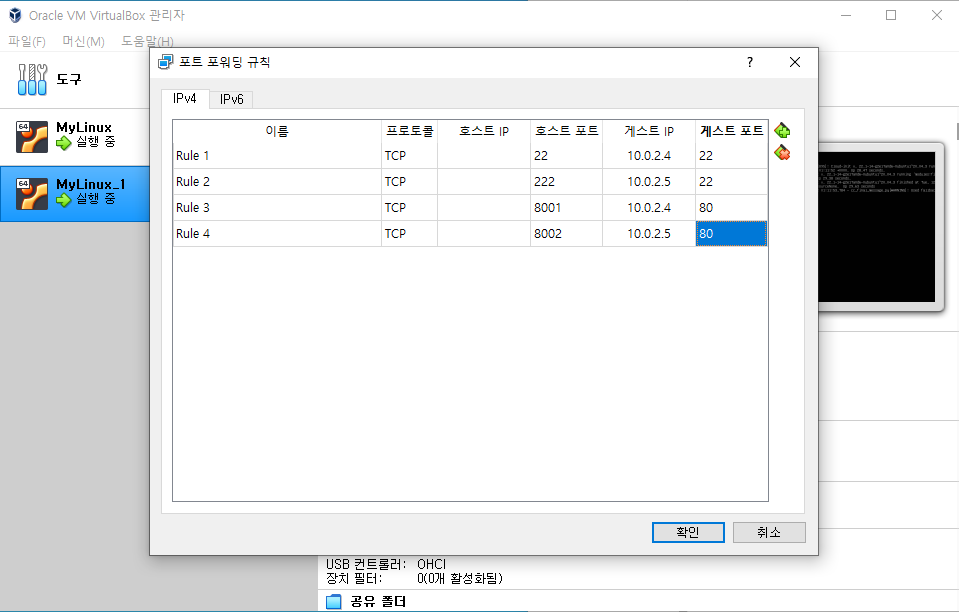 Oracle VM VirtualBox 관리자
파일(F) 머신(M) 도움말(H)
포트 포워딩 규칙 ?
도구
IPv4 IPv6
64 MyLinux
실행 중
64 MyLinux_1
실행 중
이름 프로토콜 호스트 IP 호스트 포트 게스트 IP 게스트 포트
Rule 1 TCP 22 10.0.2.4 22
Rule 2 TCP 222 10.0.2.5 22
Rule 3 TCP 8001 10.0.2.4 80
Rule 4 TCP 8002 10.0.2.5 80
확인 취소
USB 컨트롤러: OHCI
장치 필터: 0(0개 활성화됨)
공유 폴더